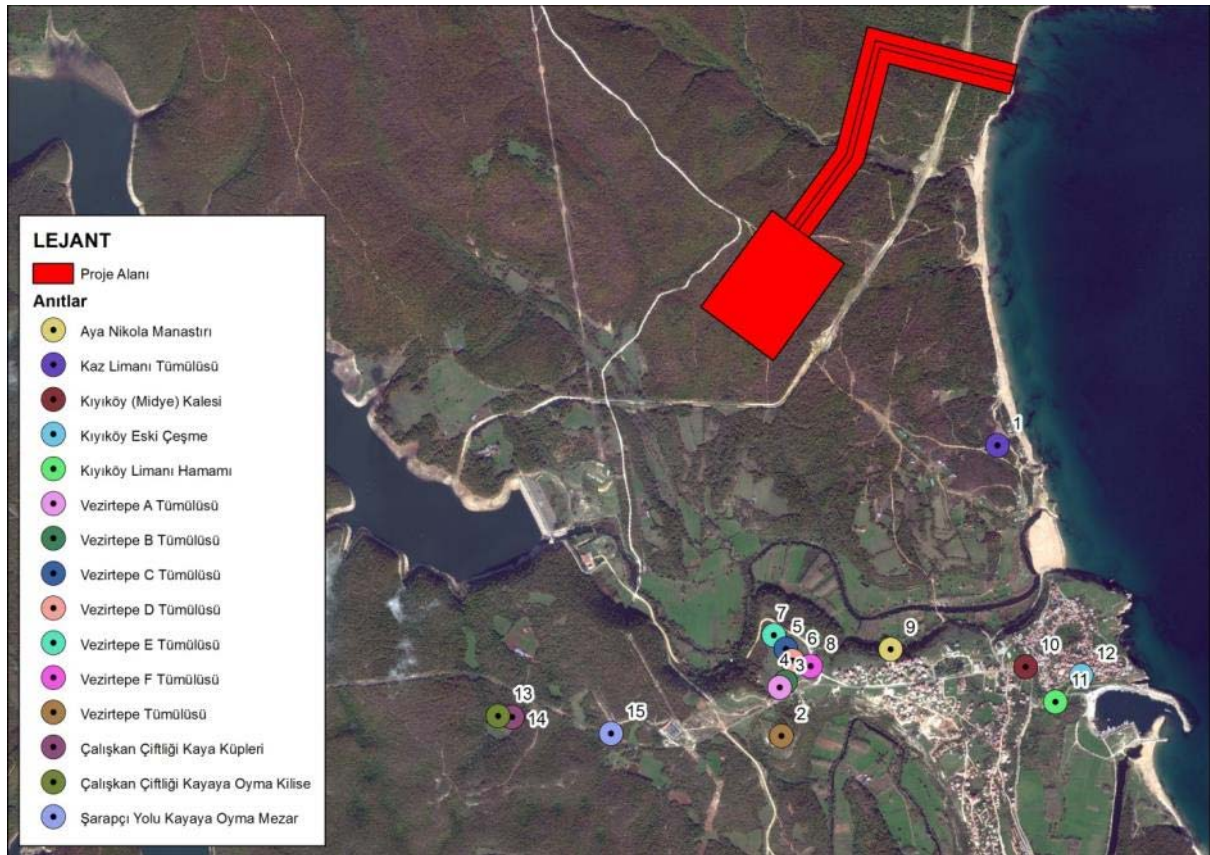 LEJANT
Proje Alanı
Anıtlar
Aya Nikola Manastırı
Kaz Limanı Tümülüsü
Kıyıköy (Midye) Kalesi
Kıyıköy Eski Çeşme
Kıyıköy Limanı Hamamı
Vezirtepe A Tümülüsü
Vezirtepe B Tümülüsü
Vezirtepe C Tümülüsü
Vezirtepe D Tümülüsü
Vezirtepe E Tümülüsü
Vezirtepe F Tümülüsü
Vezirtepe Tümülüsü
Çalışkan Çiftliği Kaya Küpleri
Çalışkan Çiftliği Kayaya Oyma Kilise
Şarapçı Yolu Kayaya Oyma Mezar
1
7
5
6
8
9
4
3
10
12
11
2
13
14
15